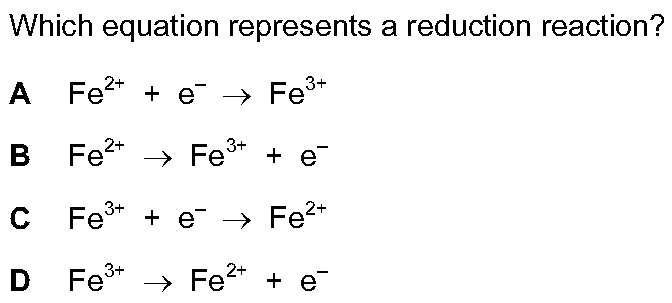 Which equation represents a reduction reaction?
A Fe²⁺ + e⁻ → Fe³⁺
B Fe²⁺ → Fe³⁺ + e⁻
C Fe³⁺ + e⁻ → Fe²⁺
D Fe³⁺ → Fe²⁺ + e⁻